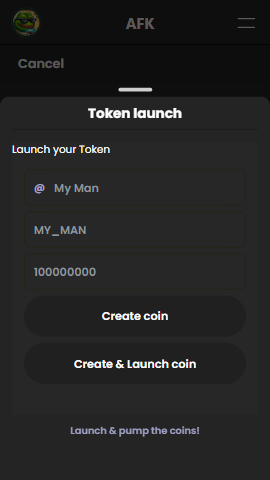 AFK
Cancel
Token launch
Launch your Token
@ My Man
MY_MAN
100000000
Create coin
Create & Launch coin
Launch & pump the coins!